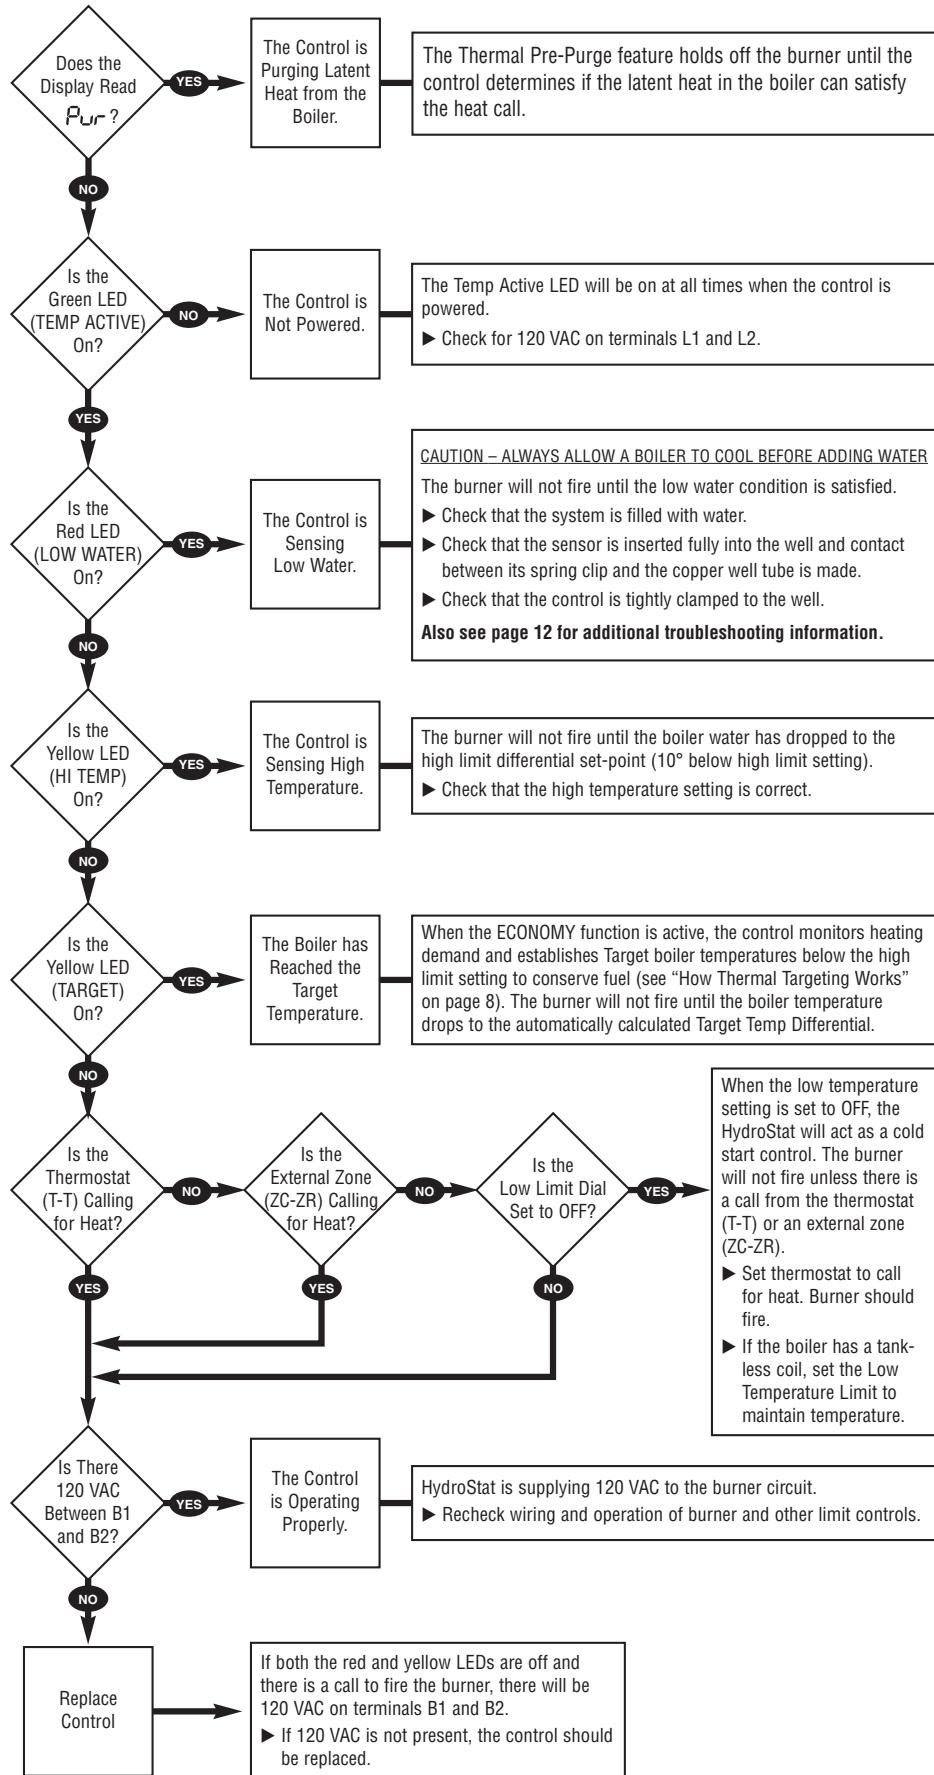 Does the
Display Read
Pur ?
YES
The Control is
Purging Latent
Heat from the
Boiler.
The Thermal Pre-Purge feature holds off the burner until the
control determines if the latent heat in the boiler can satisfy
the heat call.
NO
Is the
Green LED
(TEMP ACTIVE)
On?
NO
The Control is
Not Powered.
The Temp Active LED will be on at all times when the control is
powered.
▶ Check for 120 VAC on terminals L1 and L2.
YES
Is the
Red LED
(LOW WATER)
On?
YES
The Control is
Sensing
Low Water.
CAUTION – ALWAYS ALLOW A BOILER TO COOL BEFORE ADDING WATER
The burner will not fire until the low water condition is satisfied.
▶ Check that the system is filled with water.
▶ Check that the sensor is inserted fully into the well and contact
between its spring clip and the copper well tube is made.
▶ Check that the control is tightly clamped to the well.
Also see page 12 for additional troubleshooting information.
NO
Is the
Yellow LED
(HI TEMP)
On?
YES
The Control is
Sensing High
Temperature.
The burner will not fire until the boiler water has dropped to the
high limit differential set-point (10° below high limit setting).
▶ Check that the high temperature setting is correct.
NO
Is the
Yellow LED
(TARGET)
On?
YES
The Boiler has
Reached the
Target
Temperature.
When the ECONOMY function is active, the control monitors heating
demand and establishes Target boiler temperatures below the high
limit setting to conserve fuel (see “How Thermal Targeting Works”
on page 8). The burner will not fire until the boiler temperature
drops to the automatically calculated Target Temp Differential.
NO
Is the
Thermostat
(T-T) Calling
for Heat?
NO
Is the
External Zone
(ZC-ZR) Calling
for Heat?
NO
Is the
Low Limit Dial
Set to OFF?
YES
When the low temperature
setting is set to OFF, the
HydroStat will act as a cold
start control. The burner
will not fire unless there is
a call from the thermostat
(T-T) or an external zone
(ZC-ZR).
▶ Set thermostat to call
for heat. Burner should
fire.
▶ If the boiler has a tank-
less coil, set the Low
Temperature Limit to
maintain temperature.
YES
YES
NO
Is There
120 VAC
Between B1
and B2?
YES
The Control
is Operating
Properly.
HydroStat is supplying 120 VAC to the burner circuit.
▶ Recheck wiring and operation of burner and other limit controls.
NO
Replace
Control
If both the red and yellow LEDs are off and
there is a call to fire the burner, there will be
120 VAC on terminals B1 and B2.
▶ If 120 VAC is not present, the control should
be replaced.